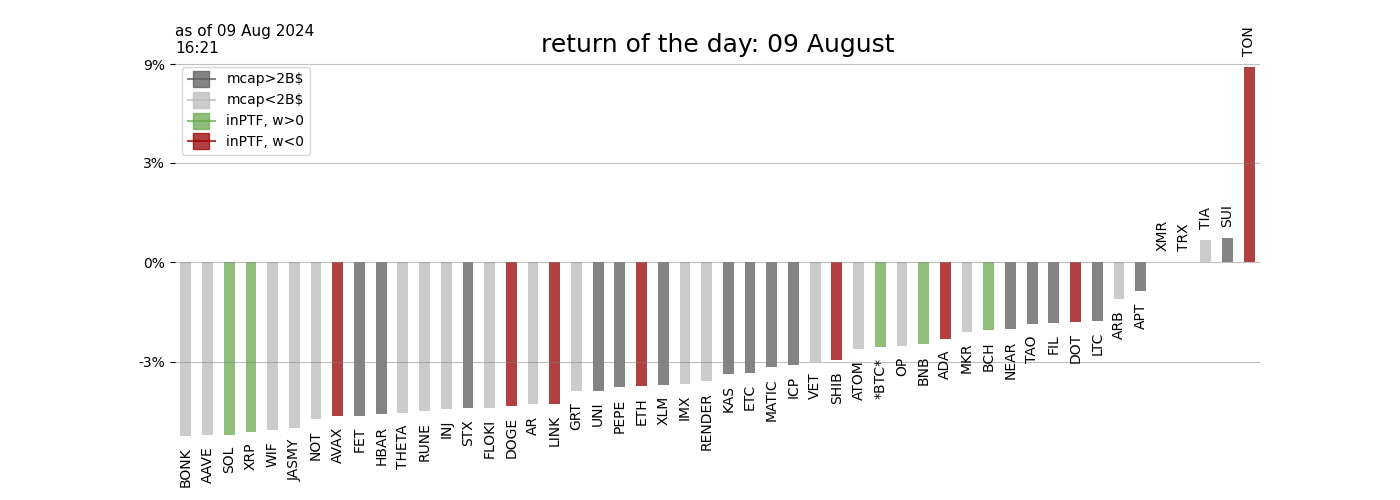 as of 09 Aug 2024
16:21
return of the day: 09 August
9%
3%
0%
-3%
mcap>2B$
mcap<2B$
inPTF, w>0
inPTF, w<0
BONK
AAVE
SOL
XRP
WIF
JASMY
NOT
AVAX
FET
HBAR
THETA
RUNE
INJ
STX
FLOKI
DOGE
AR
LINK
GRT
UNI
PEPE
ETH
XLM
IMX
RENDER
KAS
ETC
MATIC
ICP
VET
SHIB
ATOM
*BTC*
OP
BNB
ADA
MKR
BCH
NEAR
TAO
FIL
DOT
LTC
ARB
APT
XMR
TRX
TIA
SUI
TON